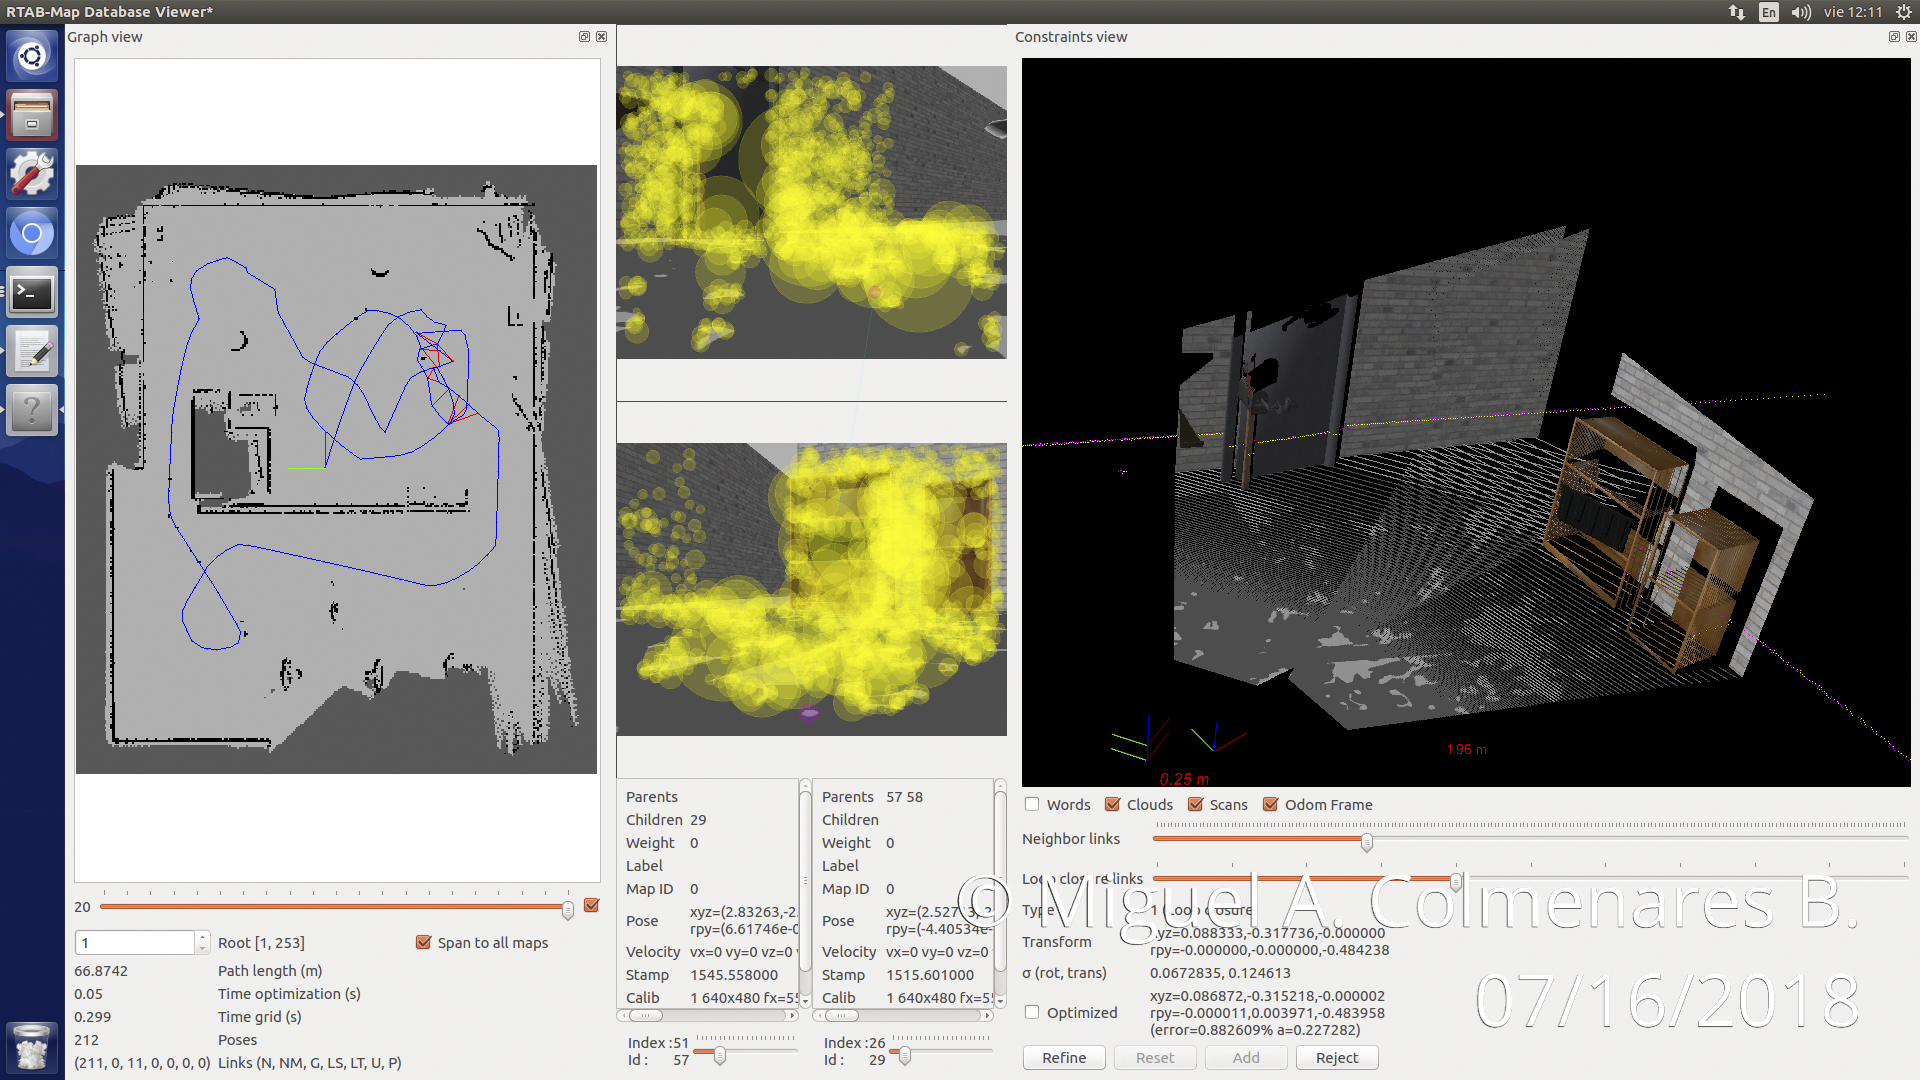 RTAB-Map Database Viewer*
En
vie 12:11
Graph view
Constraints view
1.96 m
0.25 m
Words
Clouds
Scans
Odom Frame
Neighbor links
Loop closure links
Type
1 (Loop closure
Transform
xyz=0.088333,-0.317736,-0.000000
rpy=-0.000000,-0.000000,-0.484238
σ (rot, trans)
0.0672835, 0.124613
Optimized
xyz=0.086872,-0.315218,-0.000002
rpy=-0.000011,0.003971,-0.483958
(error=0.882609% a=0.227282)
Refine
Reset
Add
Reject
Parents
Children 29
Weight 0
Label
Map ID 0
Pose
xyz=(2.83263,-2.
rpy=(6.61746e-0
Velocity vx=0 vy=0 vz=0
Stamp 1545.558000
Calib 1 640x480 fx=55
Index :51
Id : 57
Parents 57 58
Children
Weight 0
Label
Map ID 0
Pose
rpy=(-4.40534e-
Velocity vx=0 vy=0 vz=0
Stamp 1515.601000
Calib 1 640x480 fx=55
Index :26
Id : 29
20
1
Root [1, 253]
Span to all maps
66.8742 Path length (m)
0.05 Time optimization (s)
0.299 Time grid (s)
212 Poses
(211, 0, 11, 0, 0, 0, 0) Links (N, NM, G, LS, LT, U, P)
© Miguel A. Colmenares B.
07/16/2018